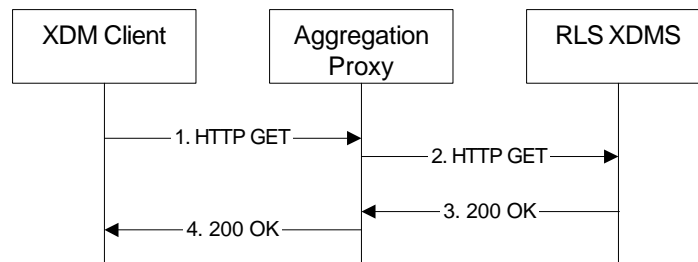 XDM Client
Aggregation
Proxy
RLS XDMS
1. HTTP GET
2. HTTP GET
3. 200 OK
4. 200 OK